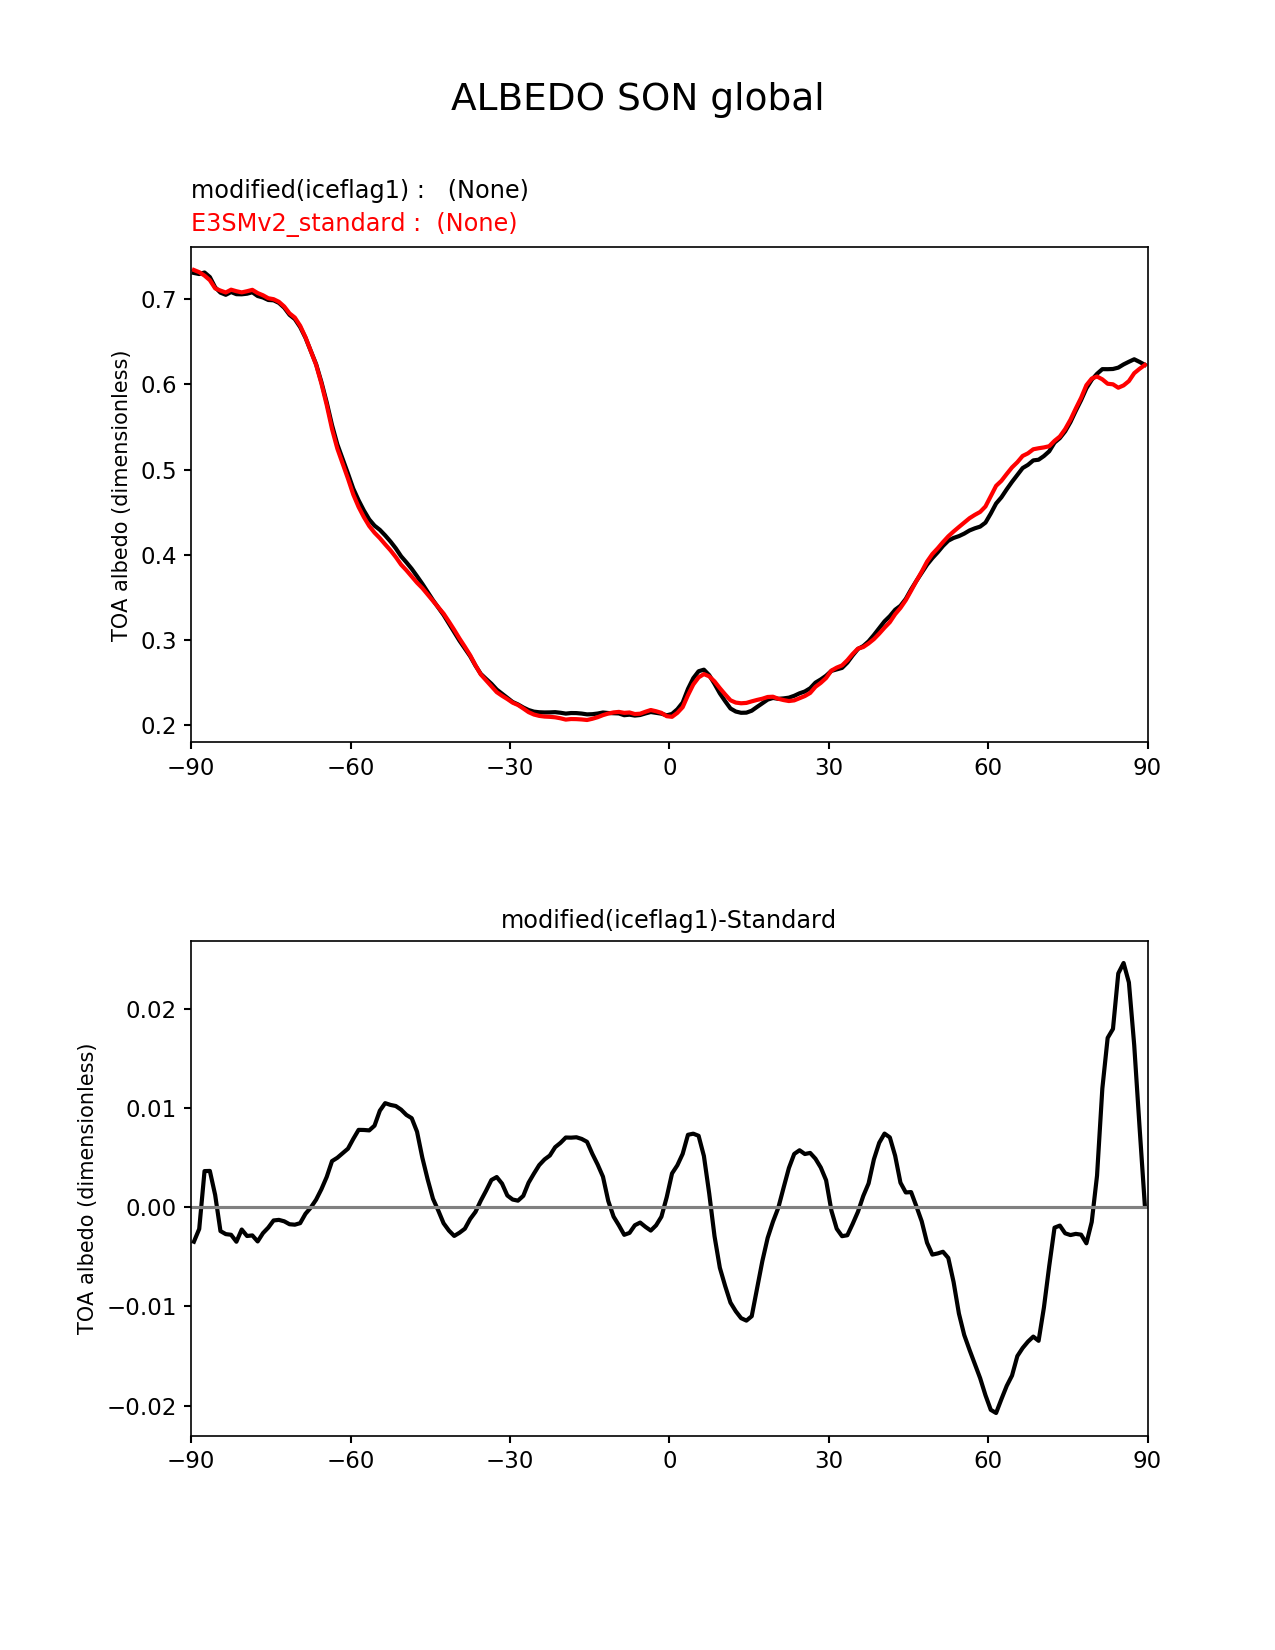 ALBEDO SON global
modified(iceflag1) : (None)
E3SMv2_standard : (None)
TOA albedo (dimensionless)
0.7
0.6
0.5
0.4
0.3
0.2
−90 −60 −30 0 30 60 90
modified(iceflag1)-Standard
TOA albedo (dimensionless)
0.02
0.01
0.00
−0.01
−0.02
−90 −60 −30 0 30 60 90